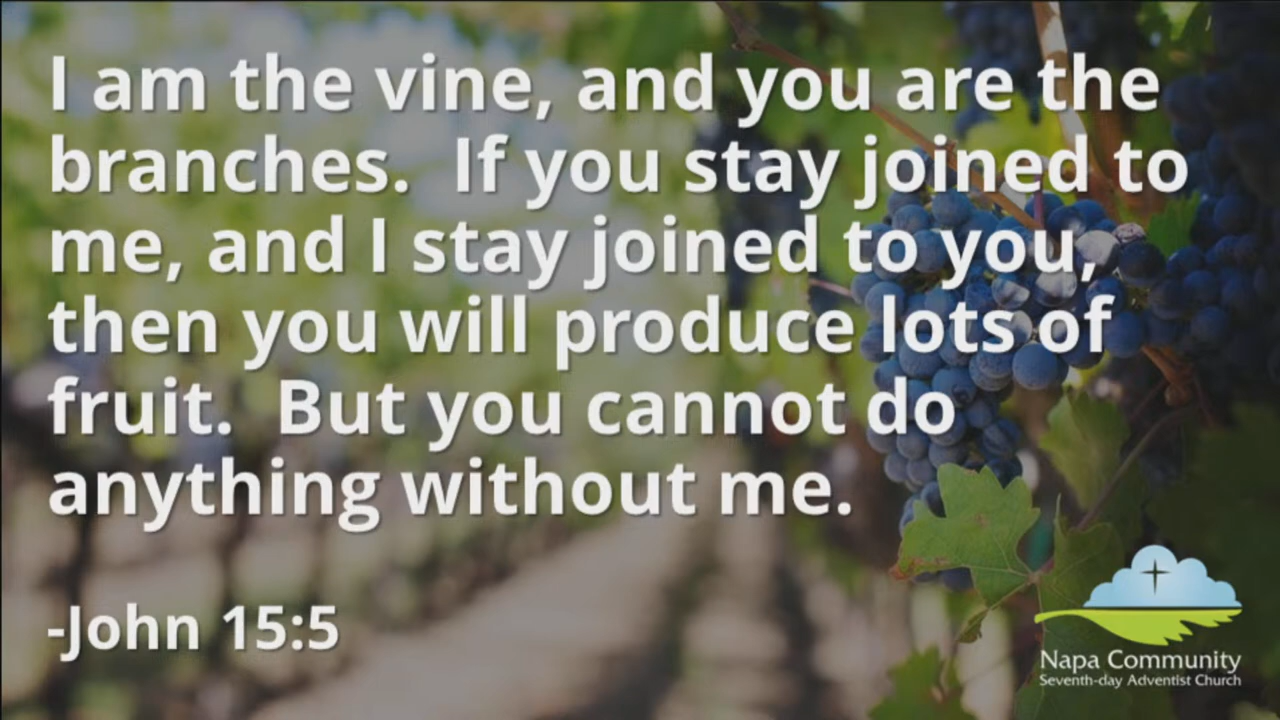 I am the vine, and you are the
branches.  If you stay joined to
me, and I stay joined to you,
then you will produce lots of
fruit.  But you cannot do
anything without me.
-John 15:5
Napa Community
Seventh-day Adventist Church